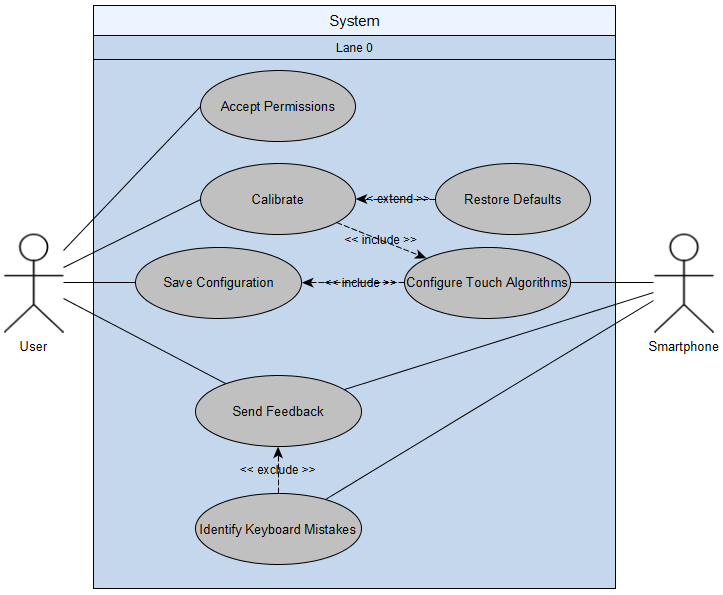 System
Lane 0
Accept Permissions
Calibrate
<< extend >>
Restore Defaults
<< include >>
Save Configuration
<< include >>
Configure Touch Algorithms
User
Smartphone
Send Feedback
<< exclude >>
Identify Keyboard Mistakes